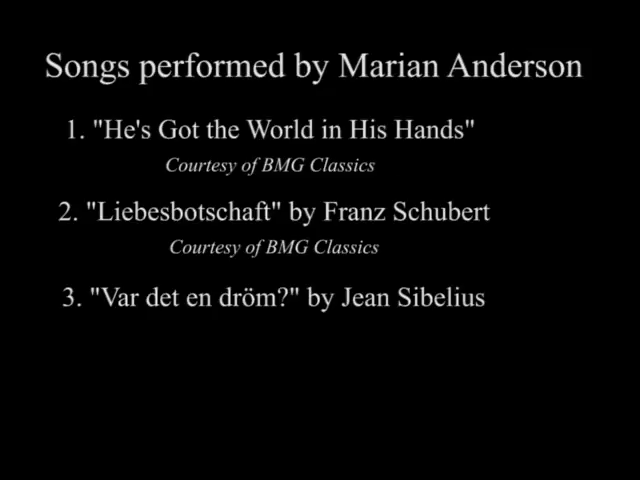 Songs performed by Marian Anderson
1. "He's Got the World in His Hands"
Courtesy of BMG Classics
2. "Liebesbotschaft" by Franz Schubert
Courtesy of BMG Classics
3. "Var det en dröm?" by Jean Sibelius